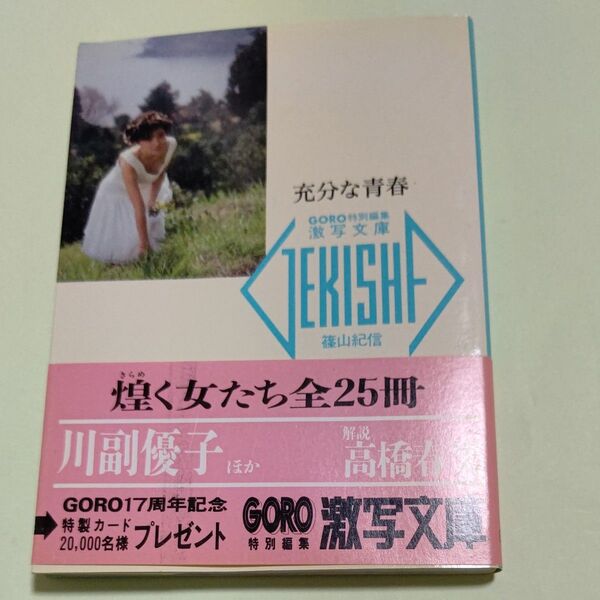 充分な青春
GORO特別編集
激写文庫
GEKISHA
篠山紀信
きらめ
煌く女たち全25冊
川副優子 ほか
解説
高橋春
GORO17周年記念
特製カード
20,000名様 プレゼント
GORO
特別編集
激写文庫